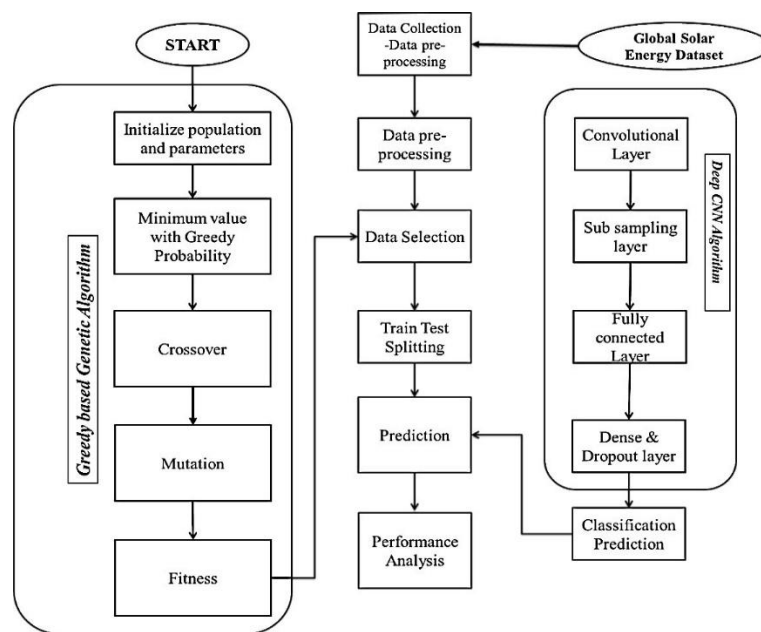 START
Initialize population
and parameters
Minimum value
with Greedy
Probability
Crossover
Mutation
Fitness
Greedy based Genetic Algorithm
Data Collection
-Data pre-
processing)
Data pre-
processing
Data Selection
Train Test
Splitting
Prediction
Performance
Analysis
Global Solar
Energy Dataset
Convolutional
Layer
Sub sampling
layer
Fully
connected
Layer
Dense &
Dropout layer
Deep CNN Algorithm
Classification
Prediction